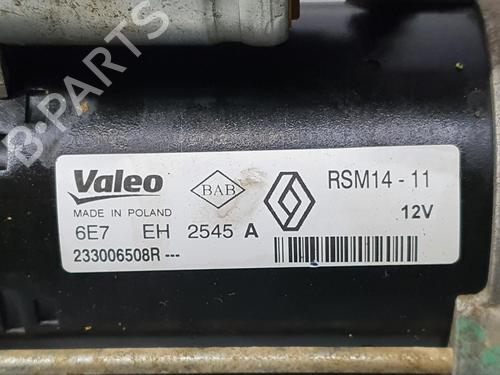 B-PARTS
Valeo
MADE IN POLAND
BAB
RSM14 - 11
12V
6E7 EH 2545 A
233006508R ---